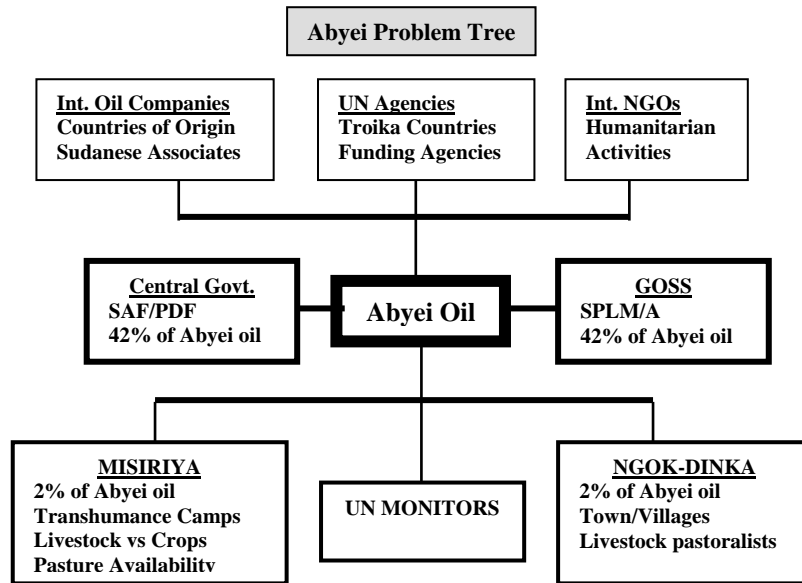 Abyei Problem Tree
Int. Oil Companies
Countries of Origin
Sudanese Associates
UN Agencies
Troika Countries
Funding Agencies
Int. NGOs
Humanitarian
Activities
Central Govt.
SAF/PDF
42% of Abyei oil
Abyei Oil
GOSS
SPLM/A
42% of Abyei oil
MISIRIYA
2% of Abyei oil
Transhumance Camps
Livestock vs Crops
Pasture Availability
UN MONITORS
NGOK-DINKA
2% of Abyei oil
Town/Villages
Livestock pastoralists